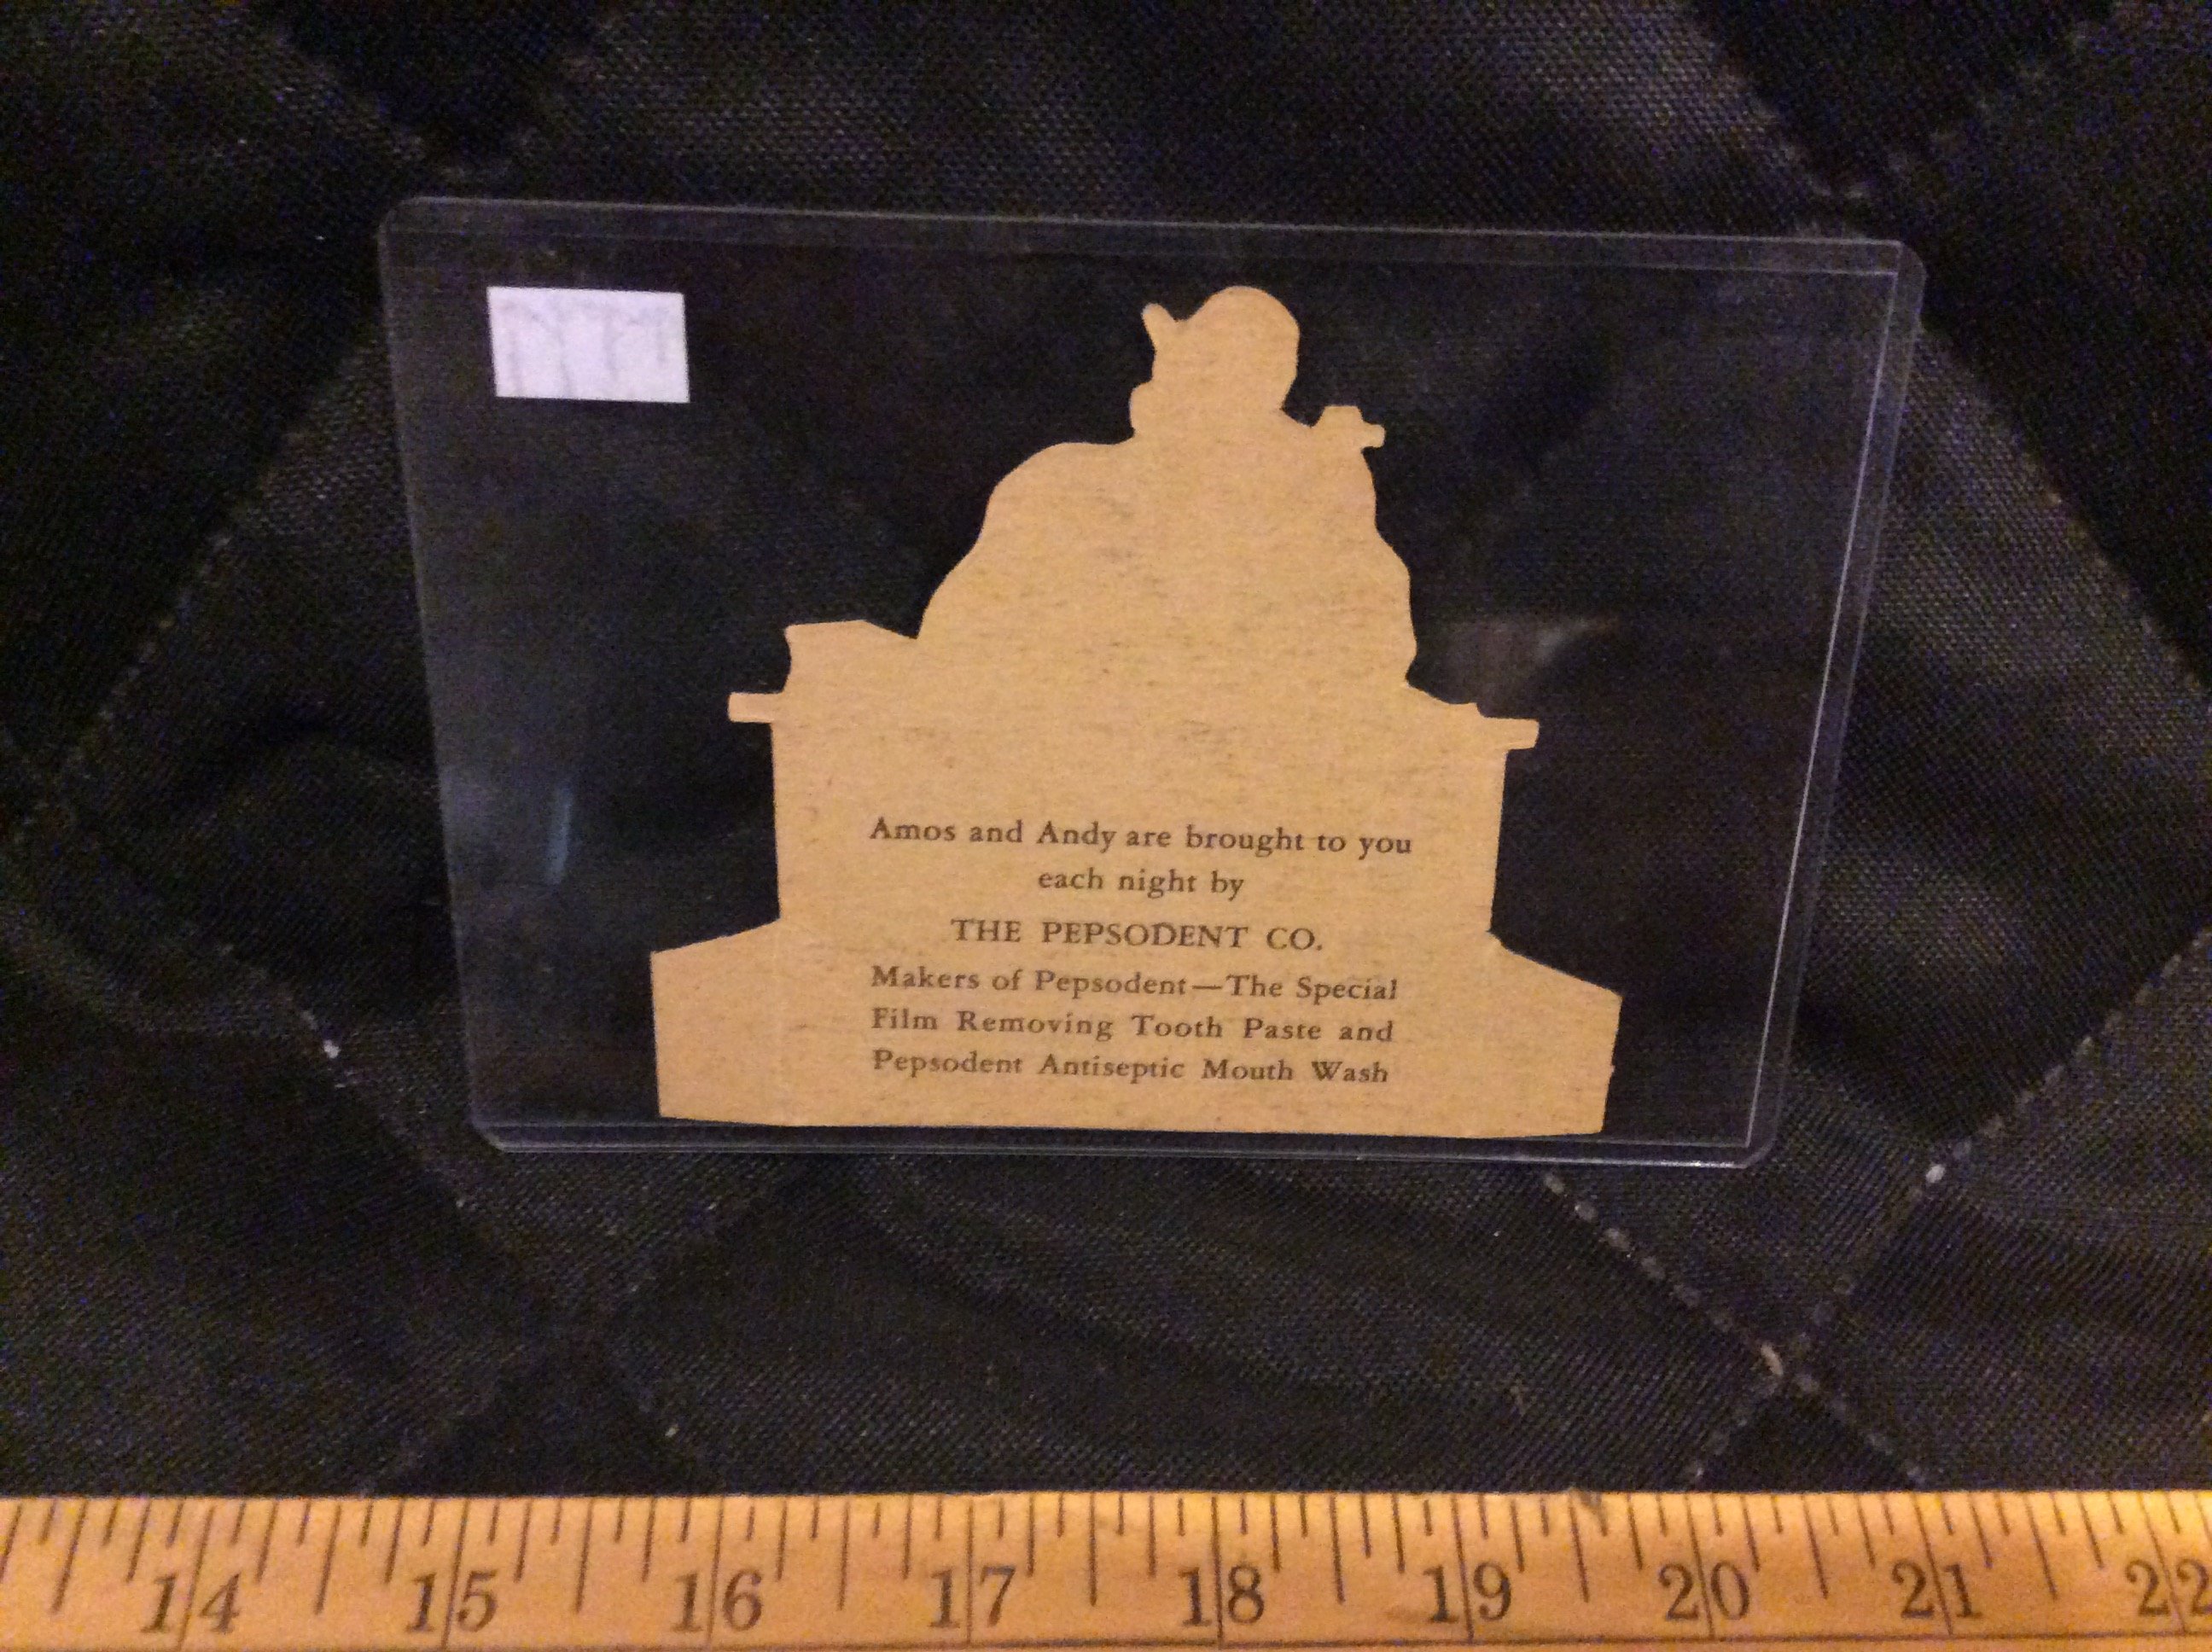 Amos and Andy are brought to you
each night by
THE PEPSODENT CO.
Makers of Pepsodent—The Special
Film Removing Tooth Paste and
Pepsodent Antiseptic Mouth Wash
14 15 16 17 18 19 20 21 22